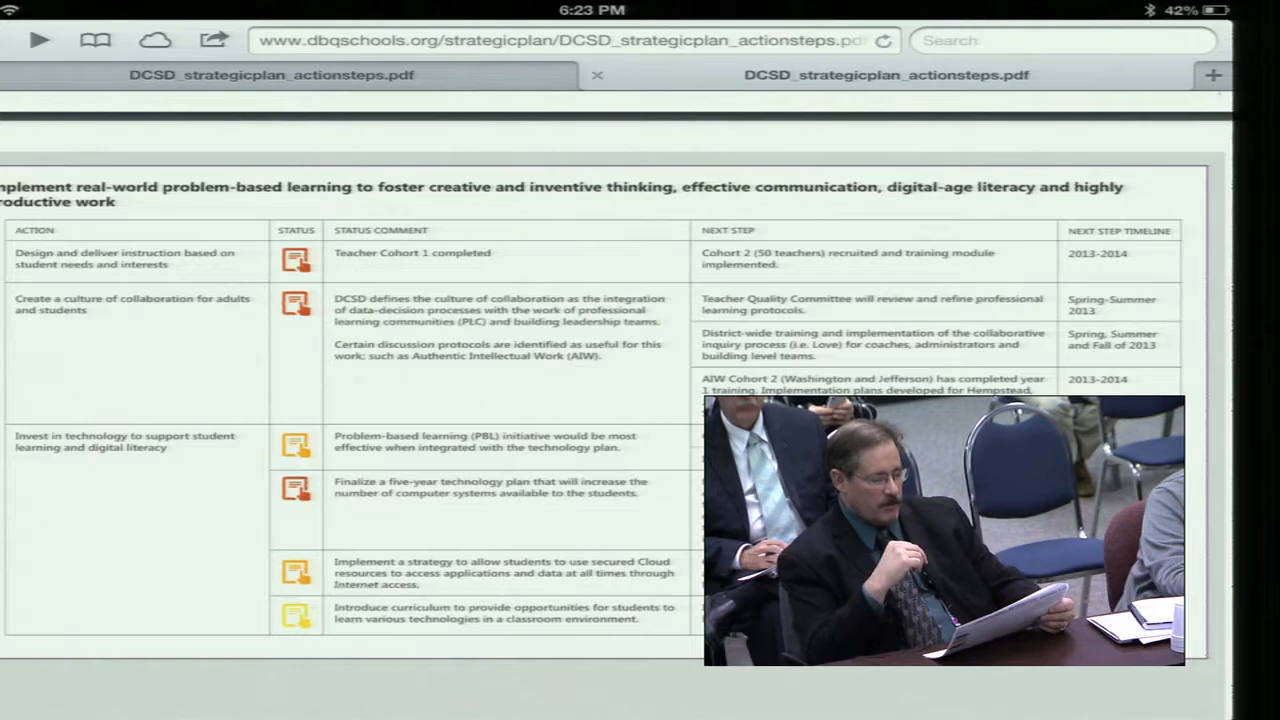 6:23 PM
42%
www.dbqschools.org/strategicplan/DCSD_strategicplan_actionsteps.pd
Search
DCSD_strategicplan_actionsteps.pdf
DCSD_strategicplan_actionsteps.pdf
mplement real-world problem-based learning to foster creative and inventive thinking, effective communication, digital-age literacy and highly
roductive work
ACTION
STATUS
STATUS COMMENT
NEXT STEP
NEXT STEP TIMELINE
Design and deliver instruction based on
student needs and interests
Teacher Cohort 1 completed
Cohort 2 (50 teachers) recruited and training module
implemented.
2013-2014
Create a culture of collaboration for adults
and students
DCSD defines the culture of collaboration as the integration
of data-decision processes with the work of professional
learning communities (PLC) and building leadership teams.
Certain discussion protocols are identified as useful for this
work; such as Authentic Intellectual Work (AIW).
Teacher Quality Committee will review and refine professional
learning protocols.
Spring-Summer
2013
District-wide training and implementation of the collaborative
inquiry process (i.e. Love) for coaches, administrators and
building level teams.
Spring, Summer
and Fall of 2013
AIW Cohort 2 (Washington and Jefferson) has completed year
1 training. Implementation plans developed for Hempstead,
2013-2014
Invest in technology to support student
learning and digital literacy
Problem-based learning (PBL) initiative would be most
effective when integrated with the technology plan.
Finalize a five-year technology plan that will increase the
number of computer systems available to the students.
Implement a strategy to allow students to use secured Cloud
resources to access applications and data at all times through
Internet access.
Introduce curriculum to provide opportunities for students to
learn various technologies in a classroom environment.